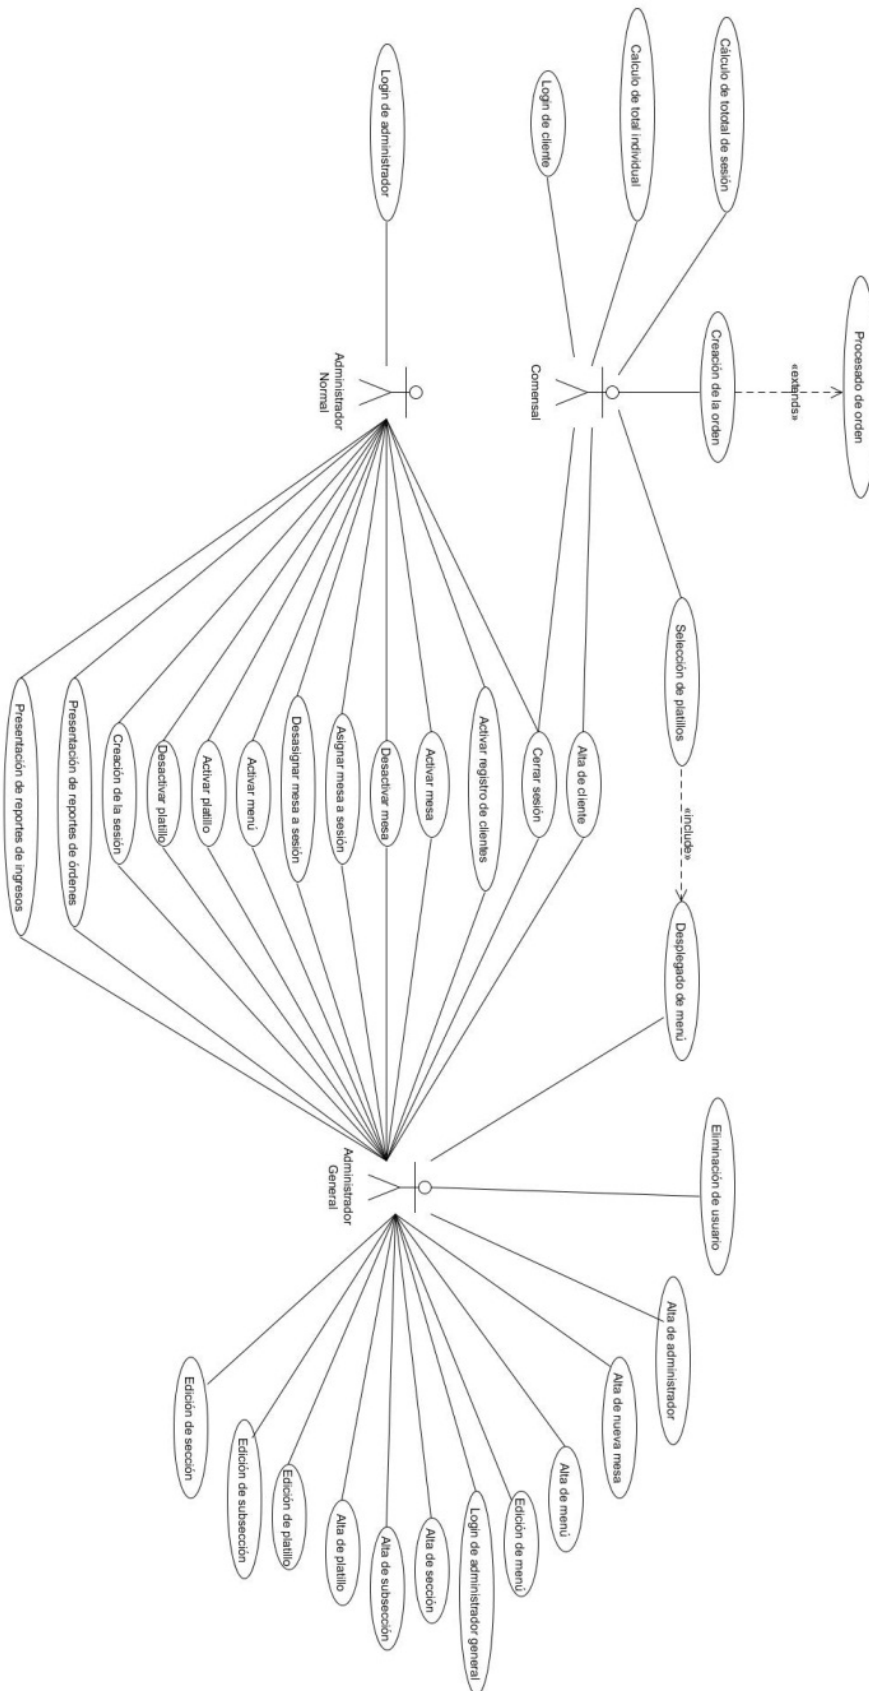 Procesado de orden
«extends»
Cálculo de tototal de sesión
Creación de la orden
Eliminación de usuario
«include»
Selección de platillos
Desplegado de menú
Alta de administrador
Calculo de total individual
Alta de nueva mesa
Alta de cliente
Alta de menú
Login de cliente
Comensal
Cerrar sesión
Edición de menú
Activar registro de clientes
Login de administrador general
Activar mesa
Alta de sección
Login de administrador
Desactivar mesa
Alta de subsección
Administrador
Normal
Asignar mesa a sesión
Administrador
General
Alta de platillo
Desasignar mesa a sesión
Edición de platillo
Activar menú
Edición de subsección
Activar platillo
Edición de sección
Desactivar platillo
Creación de la sesión
Presentación de reportes de órdenes
Presentación de reportes de ingresos